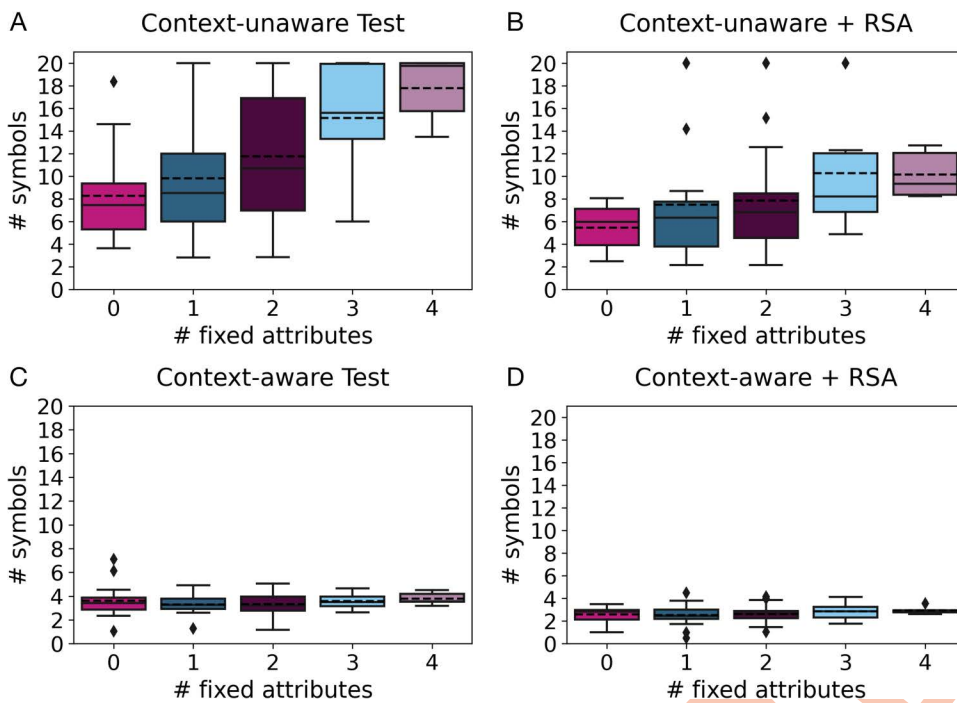 A Context-unaware Test
# symbols
20
18
16
14
12
10
8
6
4
2
0
0 1 2 3 4
# fixed attributes
B Context-unaware + RSA
# symbols
20
18
16
14
12
10
8
6
4
2
0
0 1 2 3 4
# fixed attributes
C Context-aware Test
# symbols
20
18
16
14
12
10
8
6
4
2
0
0 1 2 3 4
# fixed attributes
D Context-aware + RSA
# symbols
20
18
16
14
12
10
8
6
4
2
0
0 1 2 3 4
# fixed attributes